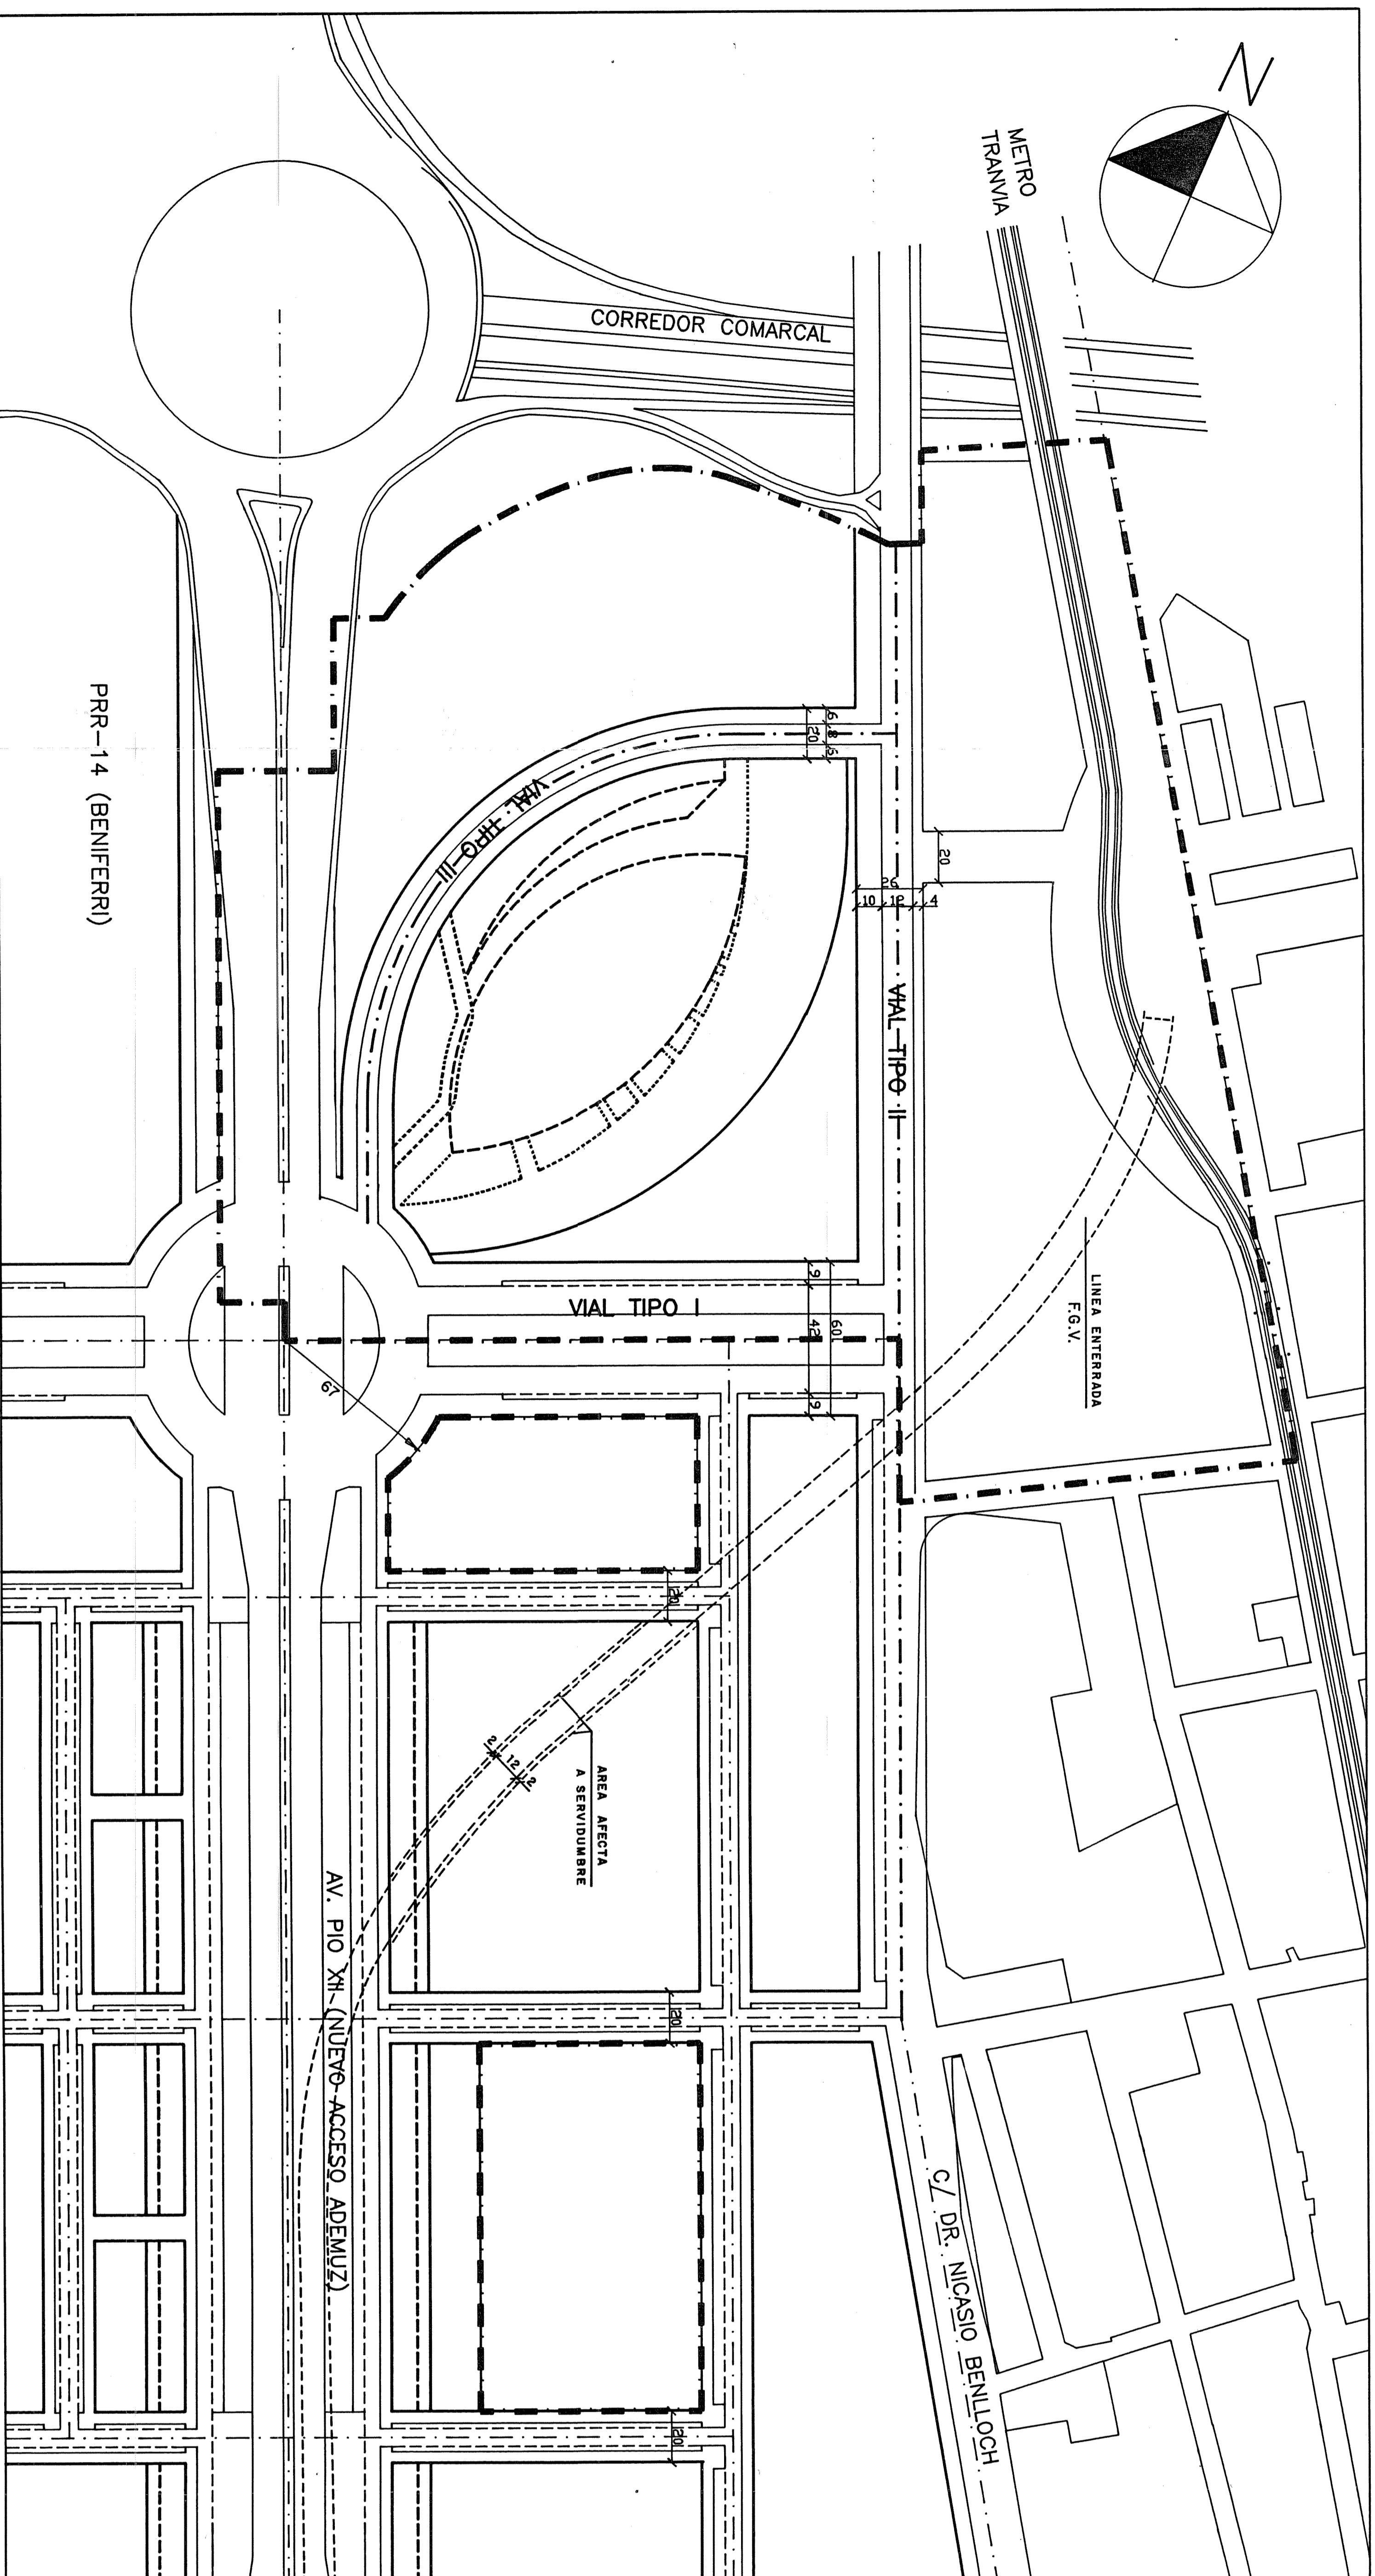 N
METRO
TRANVIA
CORREDOR COMARCAL
PRR-14 (BENIFERRI)
VIAL TIPO III
6 8 6
20
20
26
10 12 4
VIAL TIPO II
LINEA ENTERRADA
F.G.V.
VIAL TIPO I
9 42 9
60
67
20
AREA AFECTA
A SERVIDUMBRE
2 12 2
AV. PIO XII (NUEVO ACCESO ADEMUZ)
20
C/ DR. NICASIO BENLLOCH
20